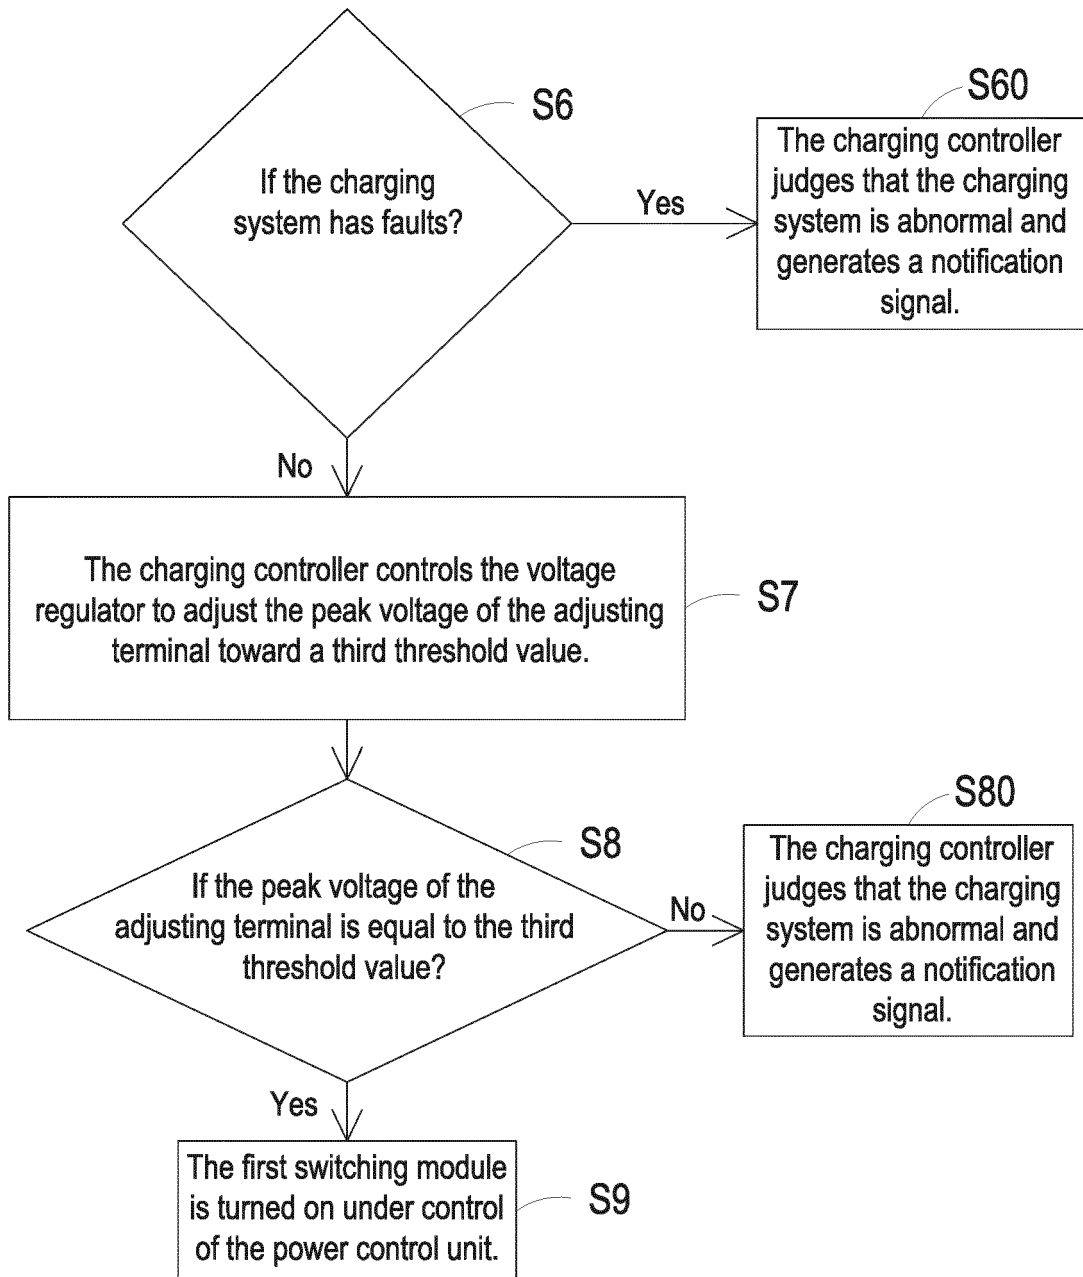 S6
If the charging
system has faults?
Yes
S60
The charging controller
judges that the charging
system is abnormal and
generates a notification
signal.
No
The charging controller controls the voltage
regulator to adjust the peak voltage of the adjusting
terminal toward a third threshold value.
S7
S8
If the peak voltage of the
adjusting terminal is equal to the third
threshold value?
No
S80
The charging controller
judges that the charging
system is abnormal and
generates a notification
signal.
Yes
The first switching module
is turned on under control
of the power control unit.
S9